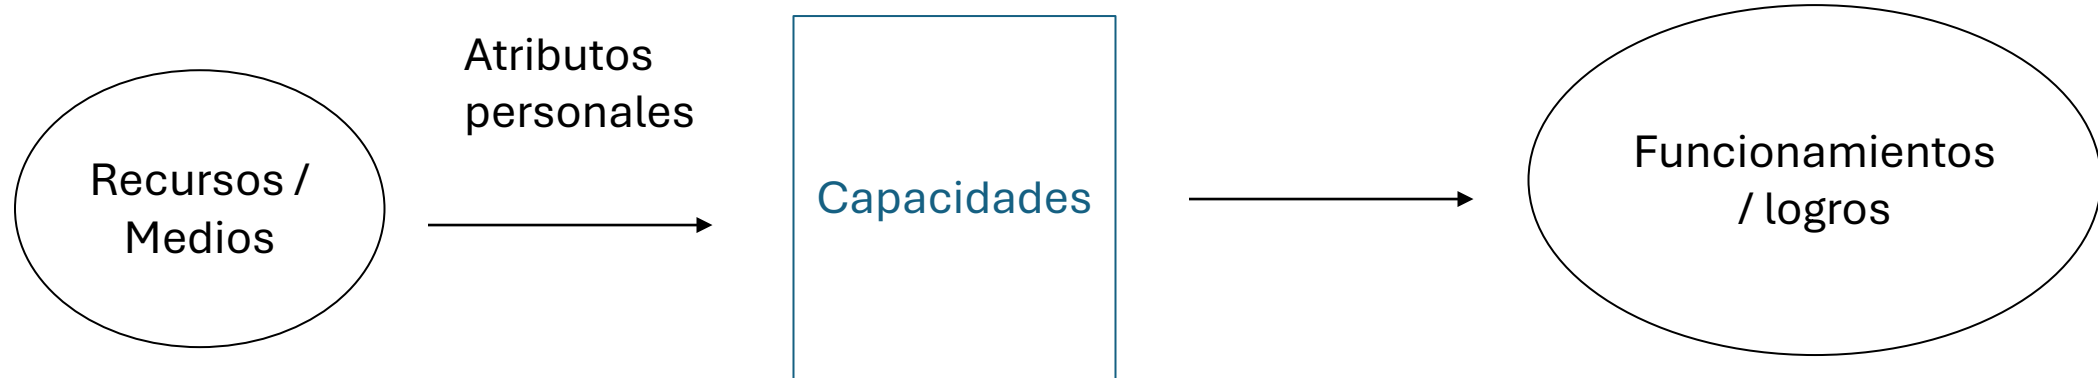 Recursos /
Medios
Atributos
personales
Capacidades
Funcionamientos
/ logros